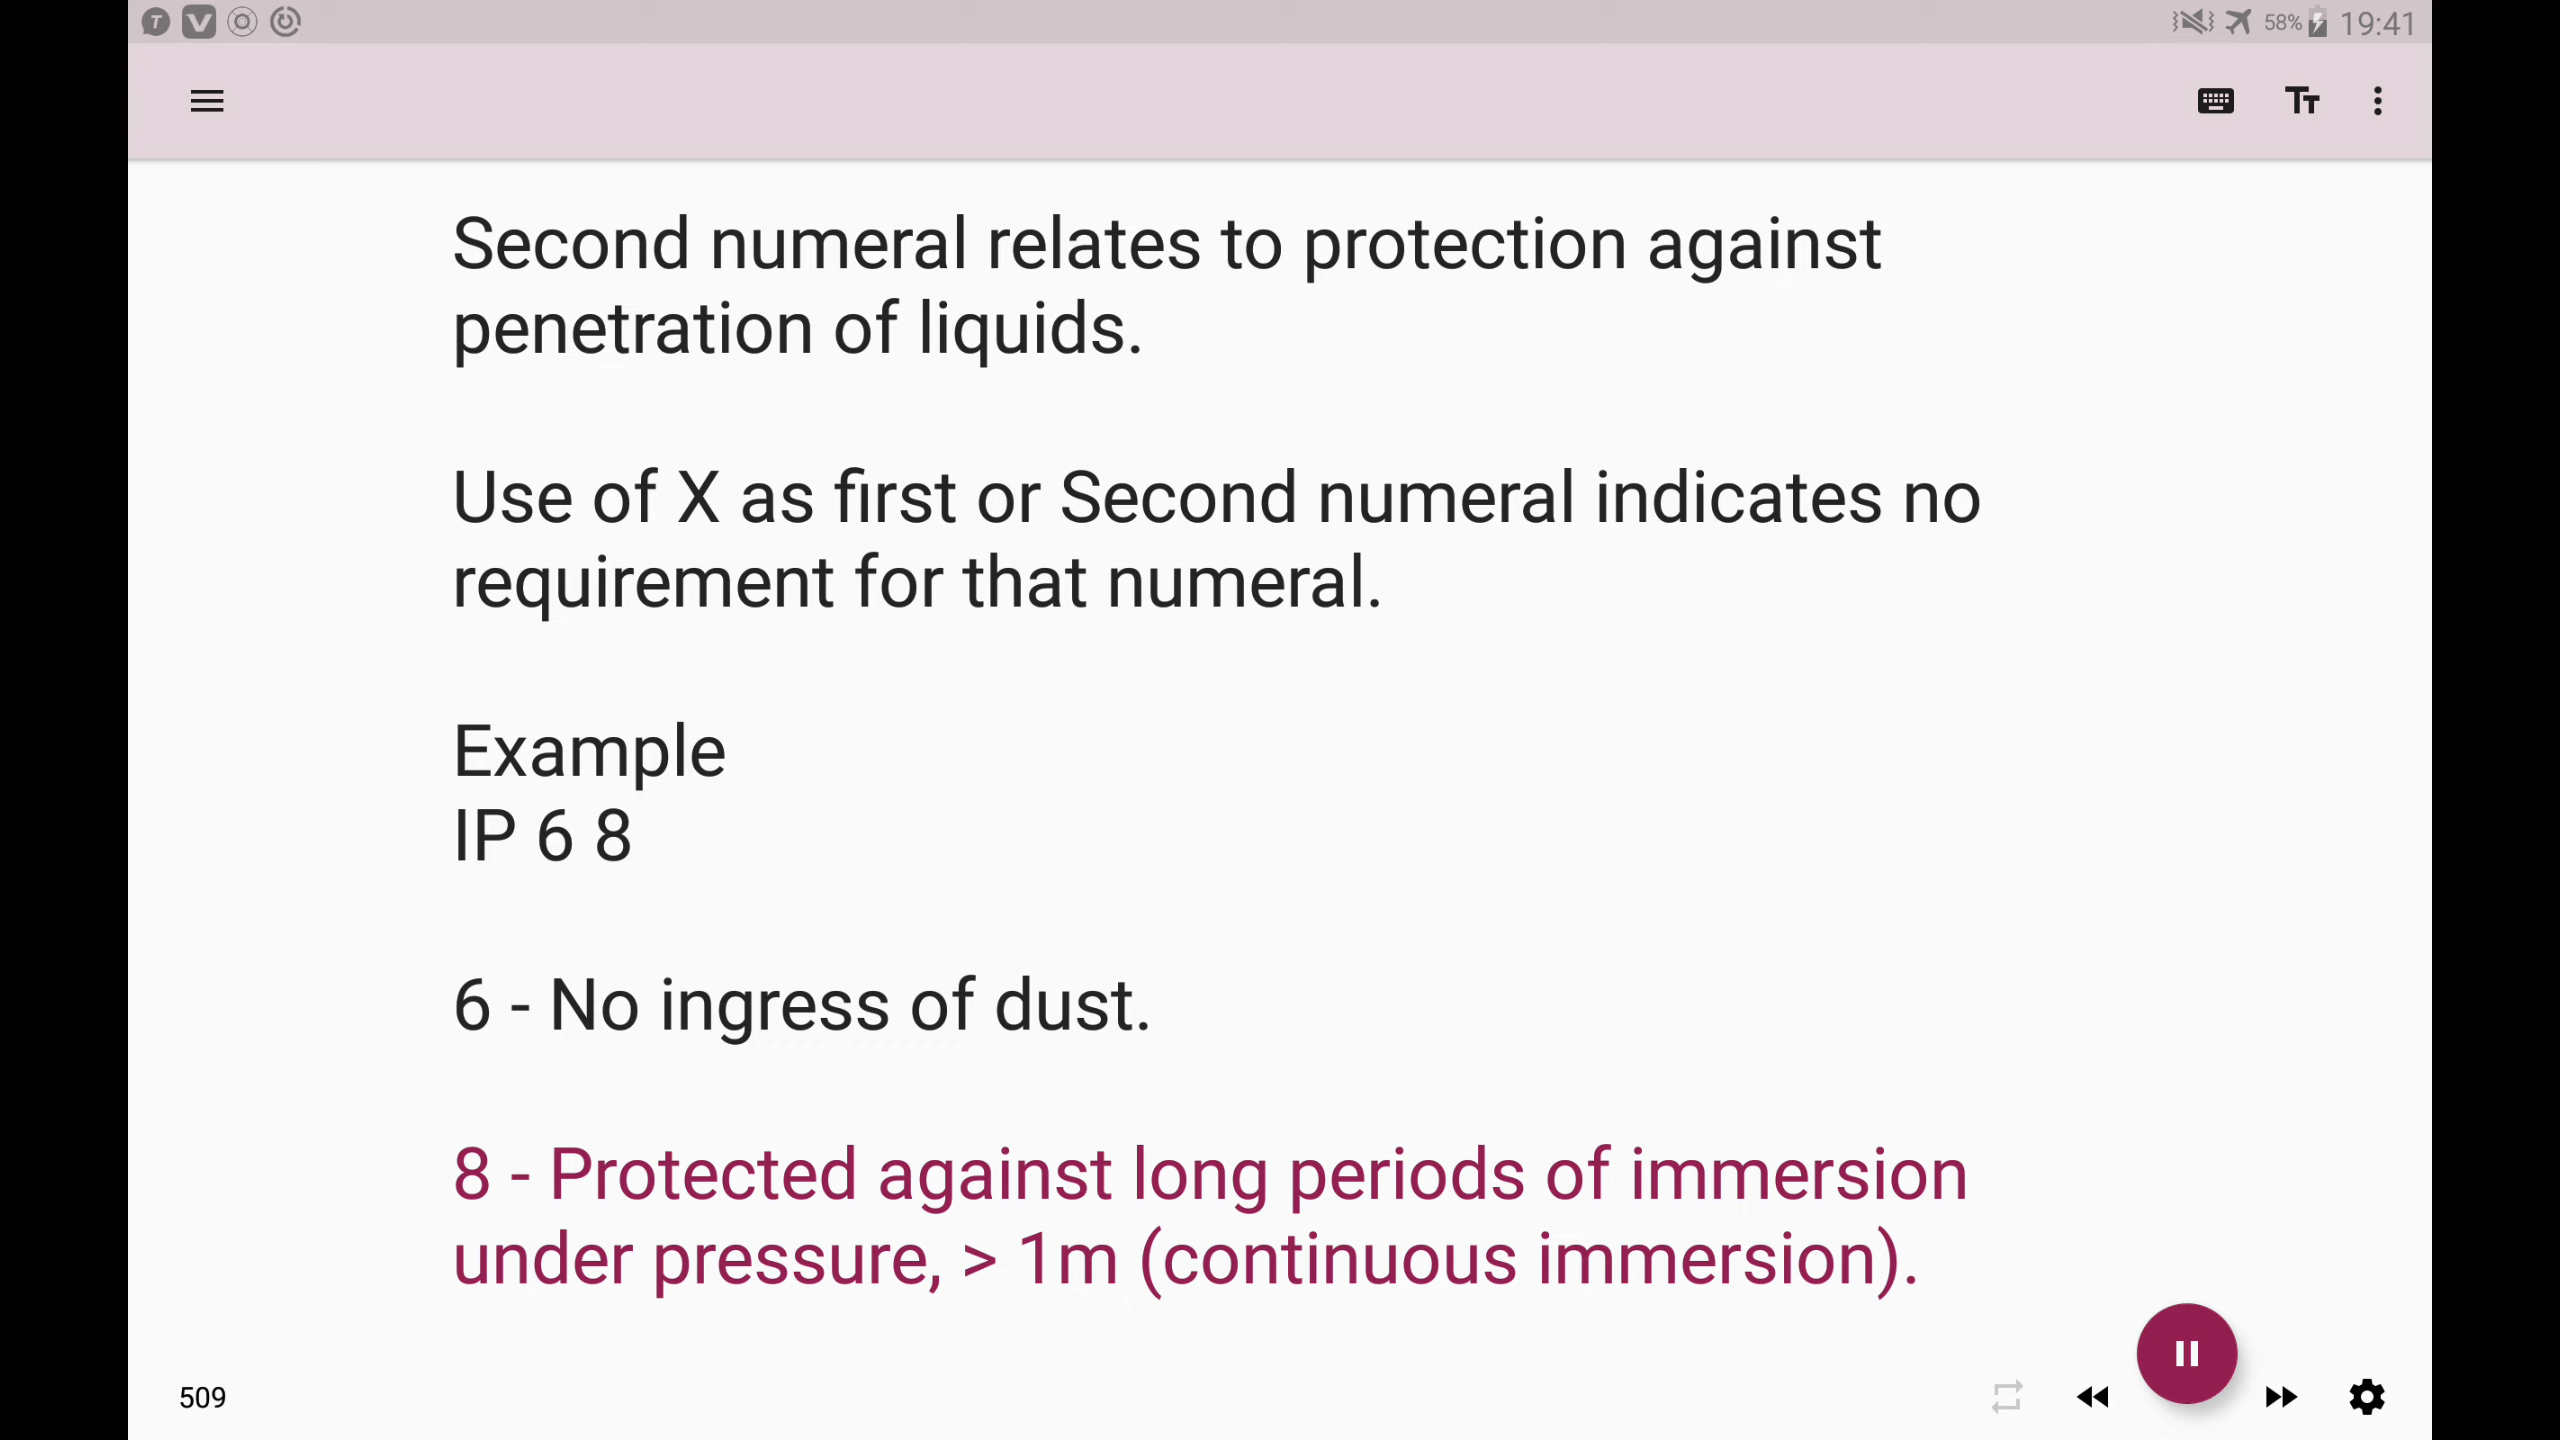 58% 19:41
Tт
Second numeral relates to protection against
penetration of liquids.
Use of X as first or Second numeral indicates no
requirement for that numeral.
Example
IP 6 8
6 - No ingress of dust.
8 - Protected against long periods of immersion
under pressure, > 1m (continuous immersion).
509